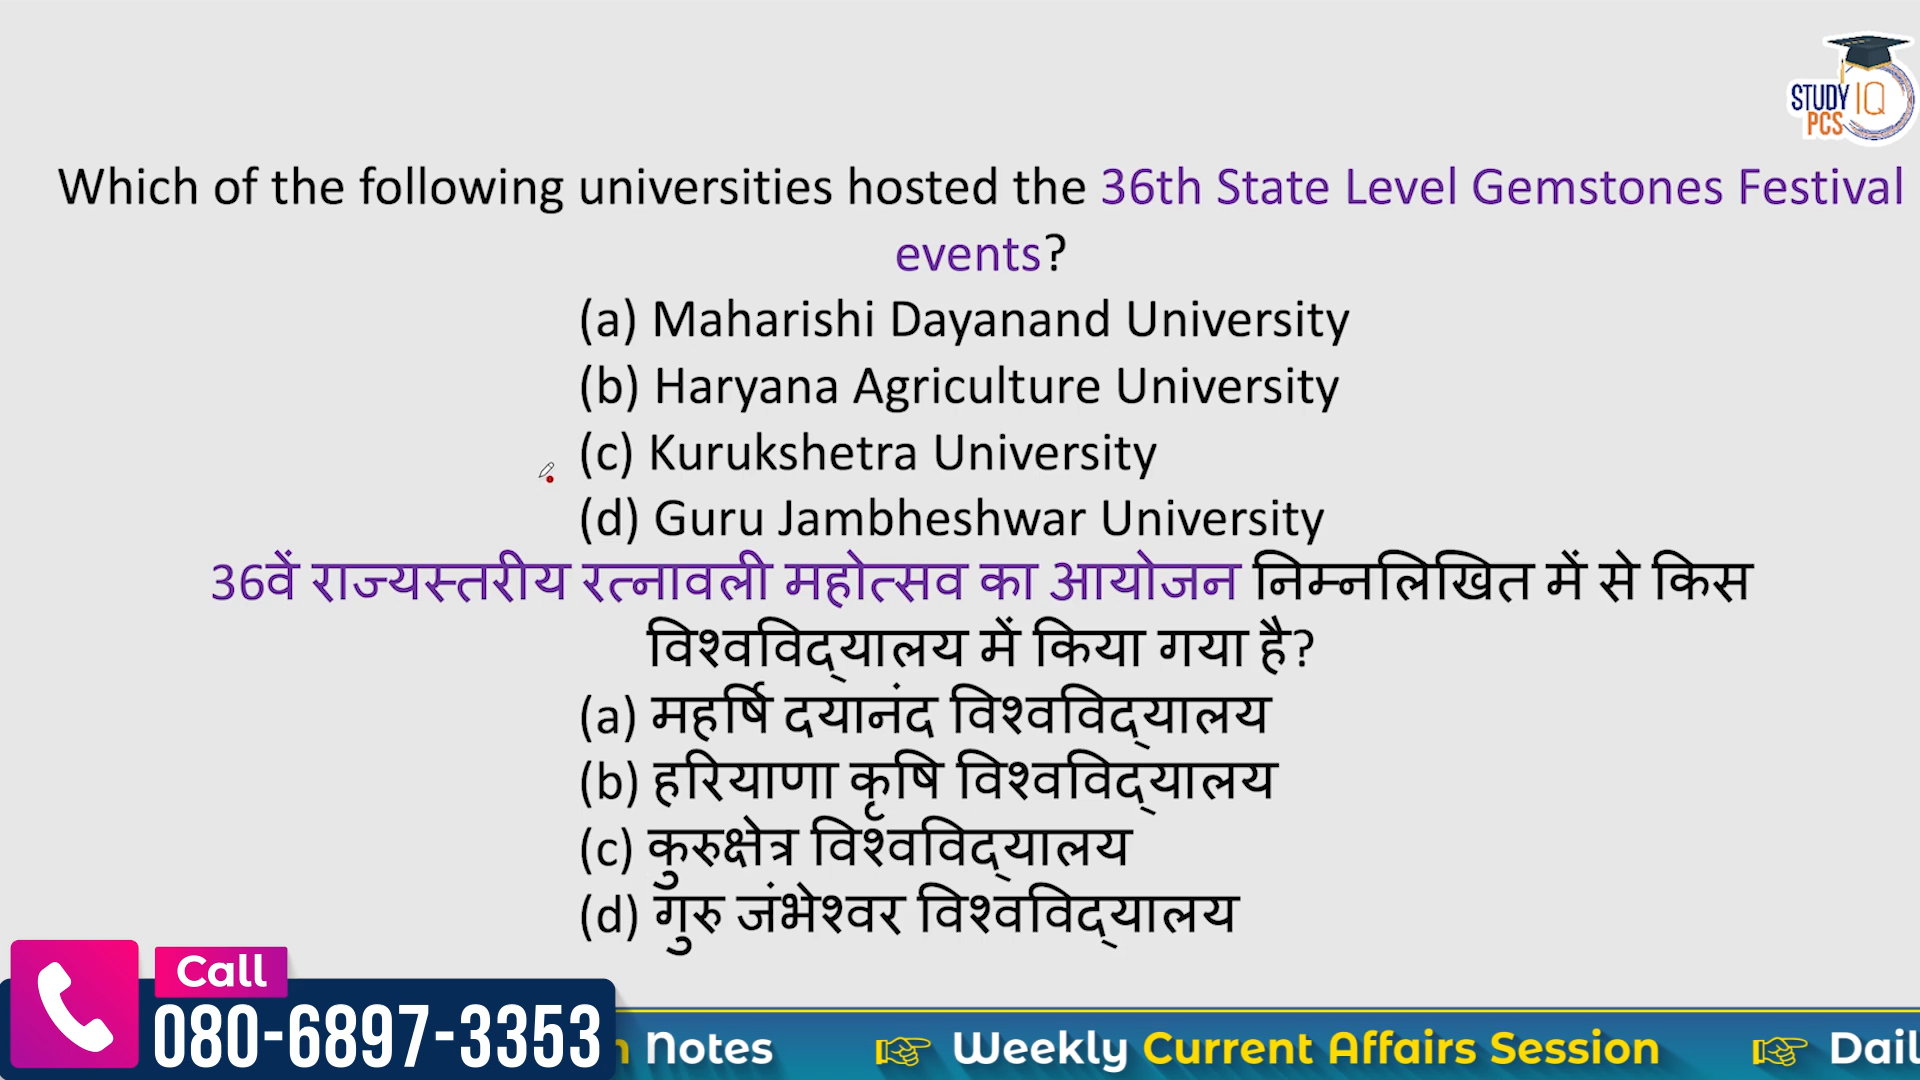 STUDY IQ
PCS
Which of the following universities hosted the 36th State Level Gemstones Festival
events?
(a) Maharishi Dayanand University
(b) Haryana Agriculture University
(c) Kurukshetra University
(d) Guru Jambheshwar University
36वें राज्यस्तरीय रत्नावली महोत्सव का आयोजन निम्नलिखित में से किस
विश्वविद्यालय में किया गया है?
(a) महर्षि दयानंद विश्वविद्यालय
(b) हरियाणा कृषि विश्वविद्यालय
(c) कुरुक्षेत्र विश्वविद्यालय
(d) गुरु जंभेश्वर विश्वविद्यालय
Call
080-6897-3353
n Notes Weekly Current Affairs Session Dail